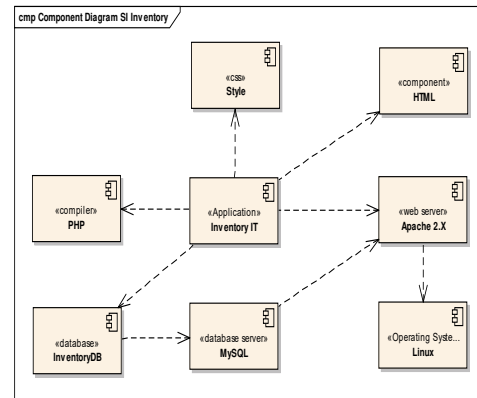 cmp Component Diagram SI Inventory
«css»
Style
«component»
HTML
«compiler»
PHP
«Application»
Inventory IT
«web server»
Apache 2.X
«database»
InventoryDB
«database server»
MySQL
«Operating Syste...
Linux